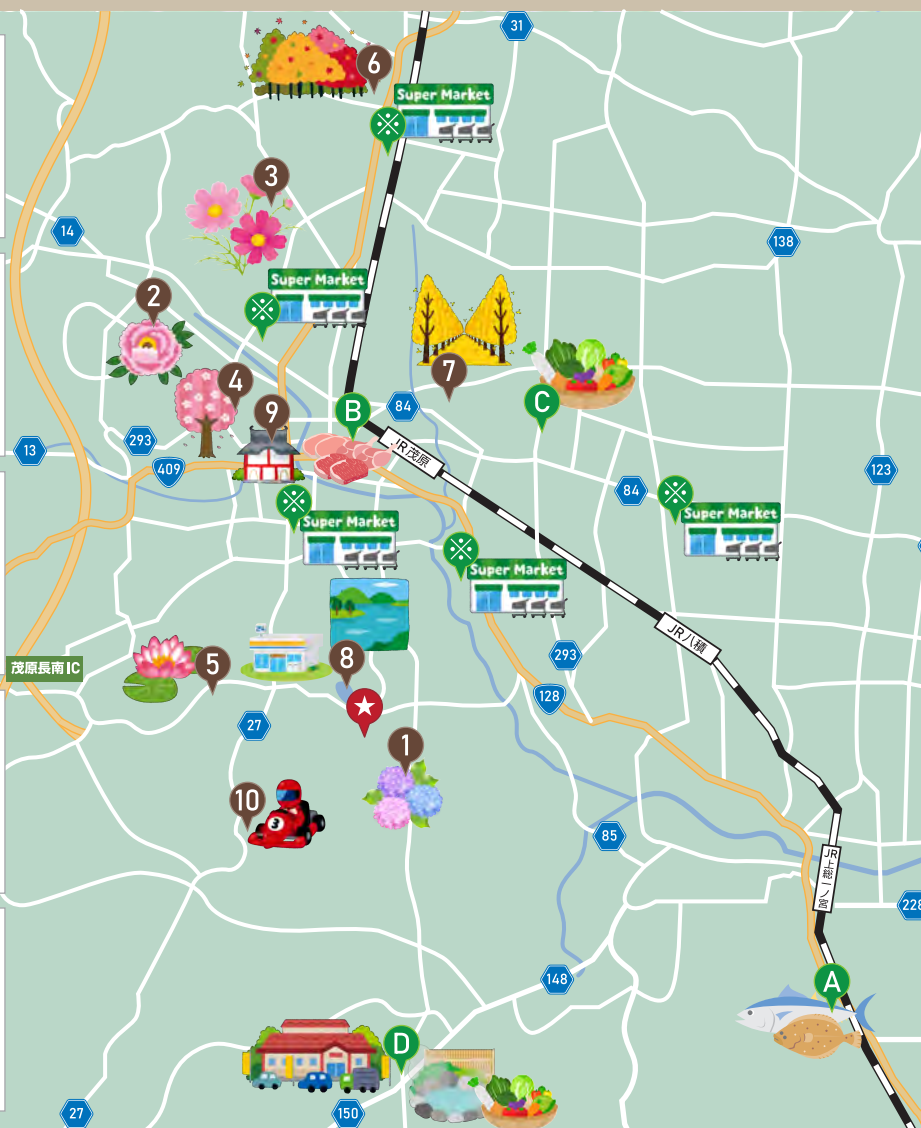 31
6
Super Market
※
3
14
138
Super Market
※
2
7
4
C
84
B
9
JR茂原
293
13
409
123
84
※
Super Market
※
Super Market
※
Super Market
JR八積
茂原長南IC
5
8
293
128
★
27
1
10
3
85
JR上総一ノ宮
228
148
A
D
27
150